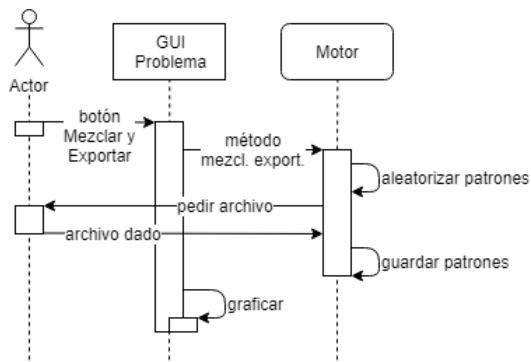 GUI
Problema
Motor
Actor
botón
Mezclar y
Exportar
método
mezcl. export.
aleatorizar patrones
pedir archivo
archivo dado
guardar patrones
graficar